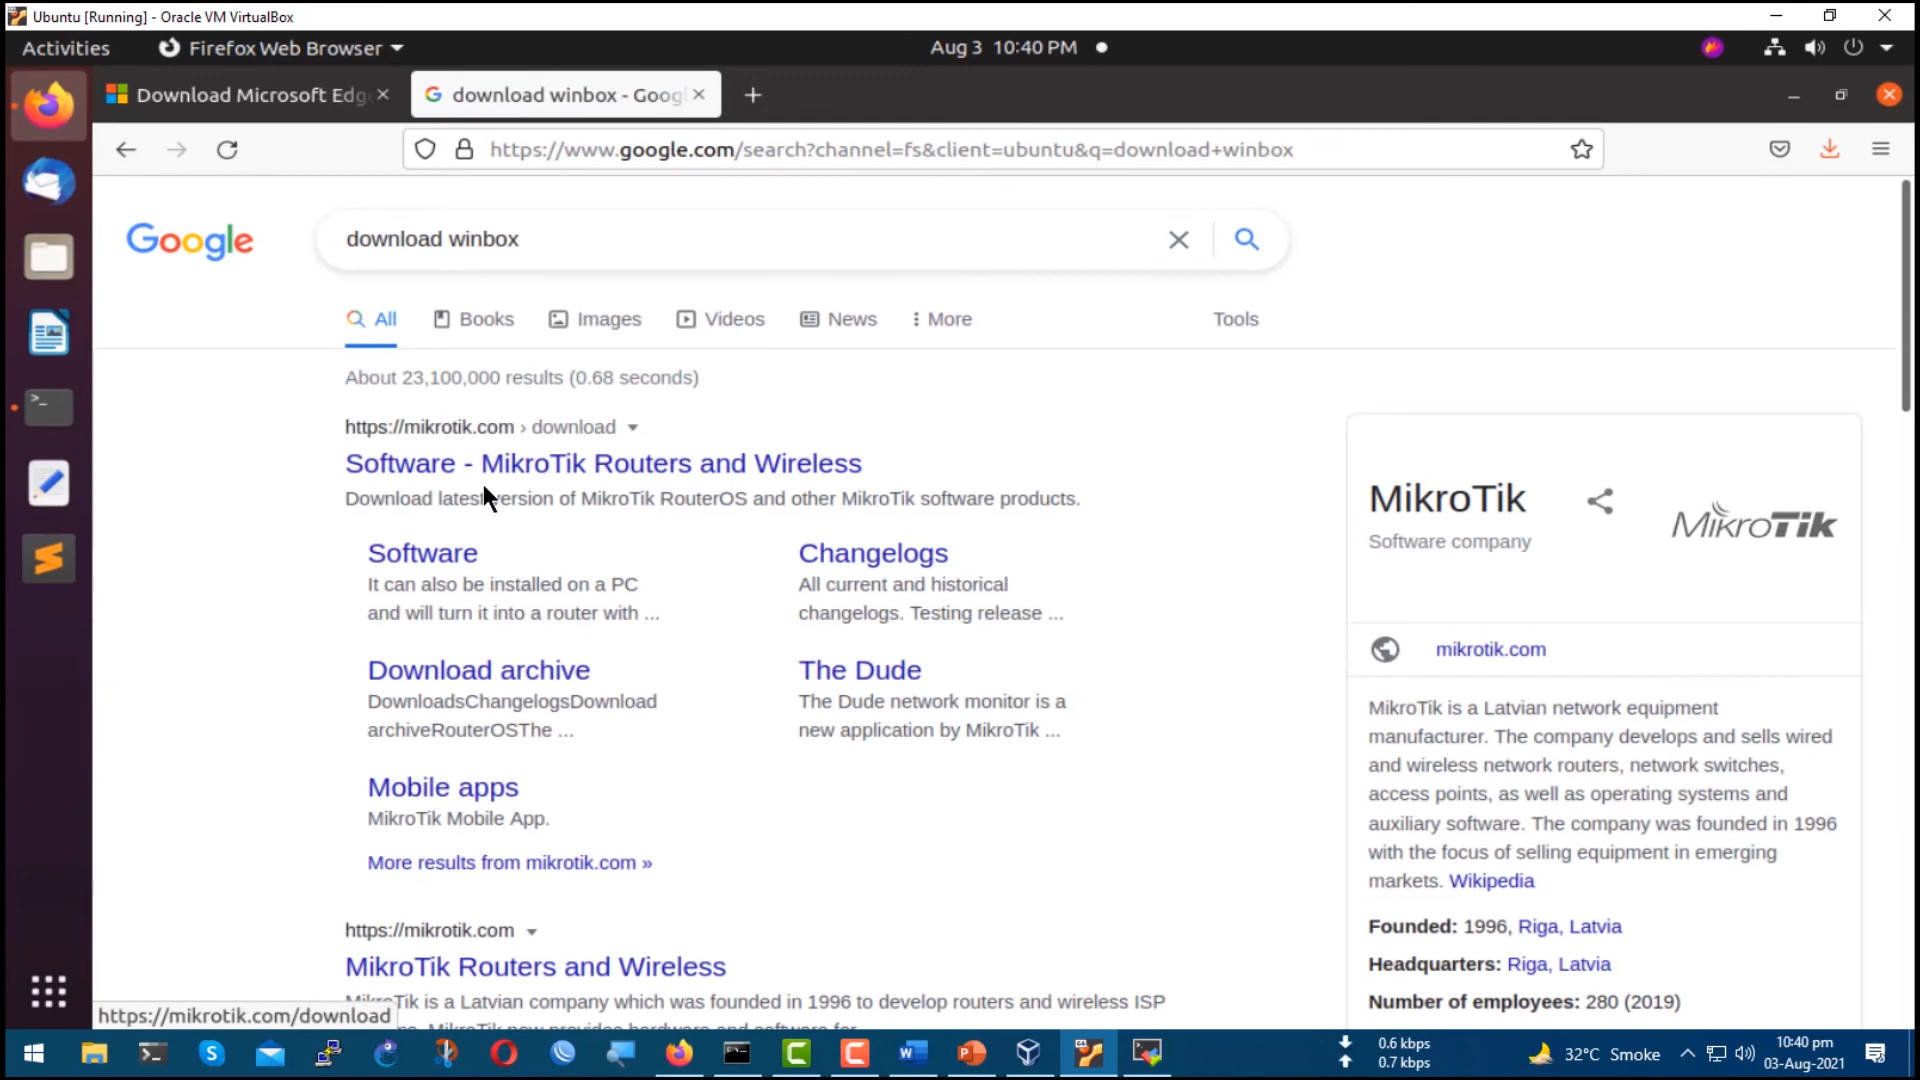 Ubuntu [Running] - Oracle VM VirtualBox
Activities
Firefox Web Browser
Aug 3 10:40 PM
Download Microsoft Edg
download winbox - Goog
https://www.google.com/search?channel=fs&client=ubuntu&q=download+winbox
Google
download winbox
All
Books
Images
Videos
News
More
Tools
About 23,100,000 results (0.68 seconds)
https://mikrotik.com › download
Software - MikroTik Routers and Wireless
Download latest version of MikroTik RouterOS and other MikroTik software products.
Software
It can also be installed on a PC
and will turn it into a router with ...
Changelogs
All current and historical
changelogs. Testing release ...
Download archive
DownloadsChangelogsDownload
archiveRouterOSThe ...
The Dude
The Dude network monitor is a
new application by MikroTik ...
Mobile apps
MikroTik Mobile App.
More results from mikrotik.com »
https://mikrotik.com
MikroTik Routers and Wireless
MikroTik is a Latvian company which was founded in 1996 to develop routers and wireless ISP
MikroTik now provides hardware and software for
https://mikrotik.com/download
MikroTik
Software company
MikroTik
mikrotik.com
MikroTik is a Latvian network equipment
manufacturer. The company develops and sells wired
and wireless network routers, network switches,
access points, as well as operating systems and
auxiliary software. The company was founded in 1996
with the focus of selling equipment in emerging
markets. Wikipedia
Founded: 1996, Riga, Latvia
Headquarters: Riga, Latvia
Number of employees: 280 (2019)
0.6 kbps
0.7 kbps
32°C Smoke
10:40 pm
03-Aug-2021